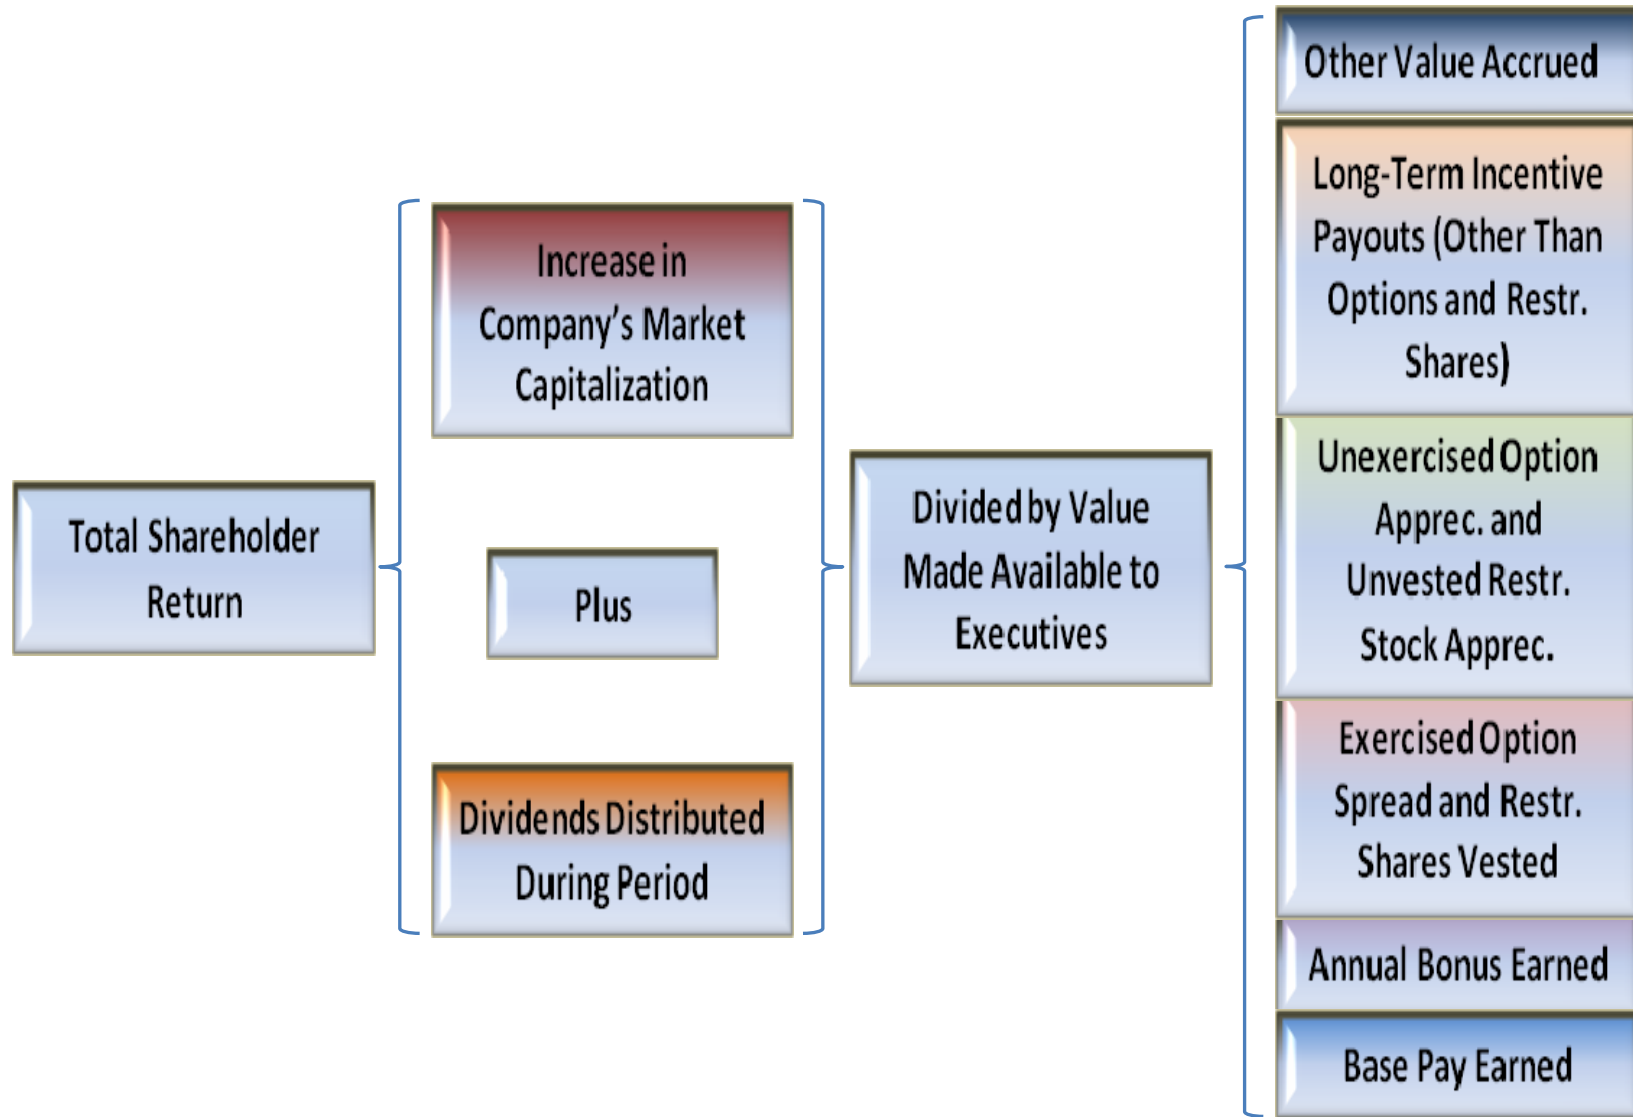 Total Shareholder
Return
Increase in
Company’s Market
Capitalization
Plus
Dividends Distributed
During Period
Divided by Value
Made Available to
Executives
Other Value Accrued
Long-Term Incentive
Payouts (Other Than
Options and Restr.
Shares)
Unexercised Option
Apprec. and
Unvested Restr.
Stock Apprec.
Exercised Option
Spread and Restr.
Shares Vested
Annual Bonus Earned
Base Pay Earned